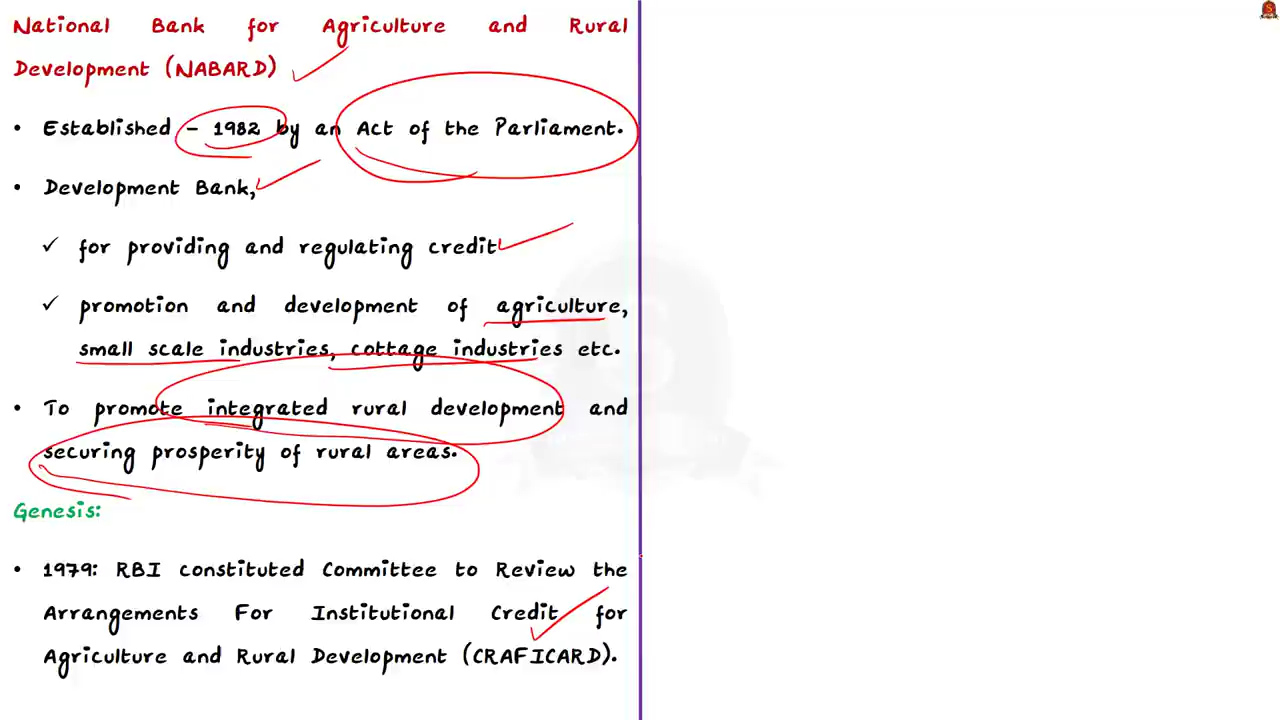 National Bank for Agriculture and Rural
Development (NABARD)
• Established – 1982 by an Act of the Parliament.
• Development Bank,
✓ for providing and regulating credit
✓ promotion and development of agriculture,
small scale industries, cottage industries etc.
• To promote integrated rural development and
securing prosperity of rural areas.
Genesis:
• 1979: RBI constituted Committee to Review the
Arrangements For Institutional Credit for
Agriculture and Rural Development (CRAFICARD).